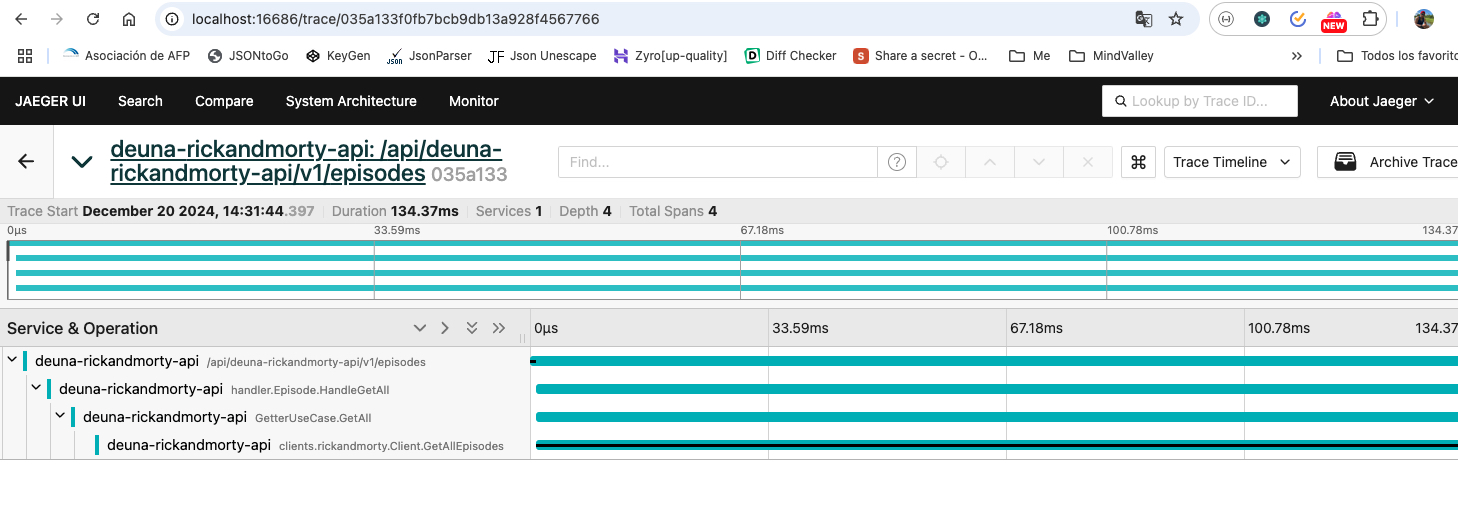 localhost:16686/trace/035a133f0fb7bcb9db13a928f4567766
NEW
Asociación de AFP JSONtoGo KeyGen JSON JsonParser JF Json Unescape Zyro[up-quality] Diff Checker S Share a secret - O... Me MindValley » Todos los favorito
JAEGER UI Search Compare System Architecture Monitor Lookup by Trace ID... About Jaeger
deuna-rickandmorty-api: /api/deuna-
rickandmorty-api/v1/episodes 035a133
Find... ? ⌘ Trace Timeline Archive Trace
Trace Start December 20 2024, 14:31:44.397 Duration 134.37ms Services 1 Depth 4 Total Spans 4
0μs 33.59ms 67.18ms 100.78ms 134.37
Service & Operation 0μs 33.59ms 67.18ms 100.78ms 134.37
deuna-rickandmorty-api /api/deuna-rickandmorty-api/v1/episodes
deuna-rickandmorty-api handler.Episode.HandleGetAll
deuna-rickandmorty-api GetterUseCase.GetAll
deuna-rickandmorty-api clients.rickandmorty.Client.GetAllEpisodes